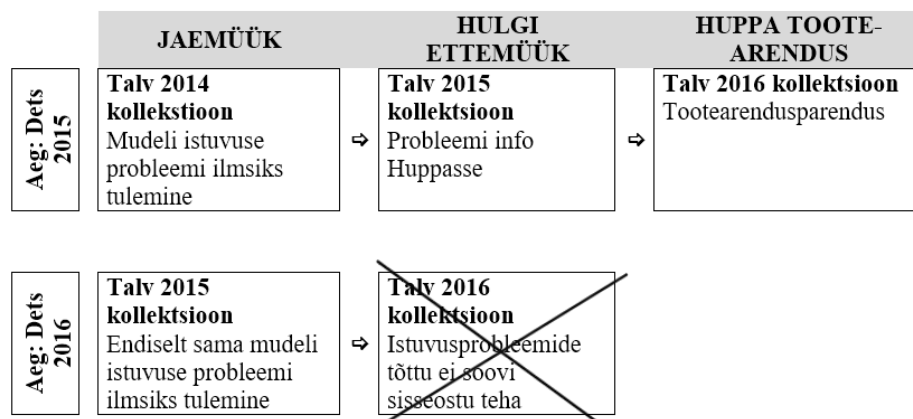 JAEMÜÜK
HULGI
ETTEMÜÜK
HUPPA TOOTE-
ARENDUS
Aeg: Dets
2015
Talv 2014
kollekstioon
Mudeli istuvuse
probleemi ilmsiks
tulemine
Talv 2015
kollektsioon
Probleemi info
Huppasse
Talv 2016 kollektsioon
Tootearendusparendus
Aeg: Dets
2016
Talv 2015
kollektsioon
Endiselt sama mudeli
istuvuse probleemi
ilmsiks tulemine
Talv 2016
kollektsioon
Istuvusprobleemide
tõttu ei soovi
sisseostu teha